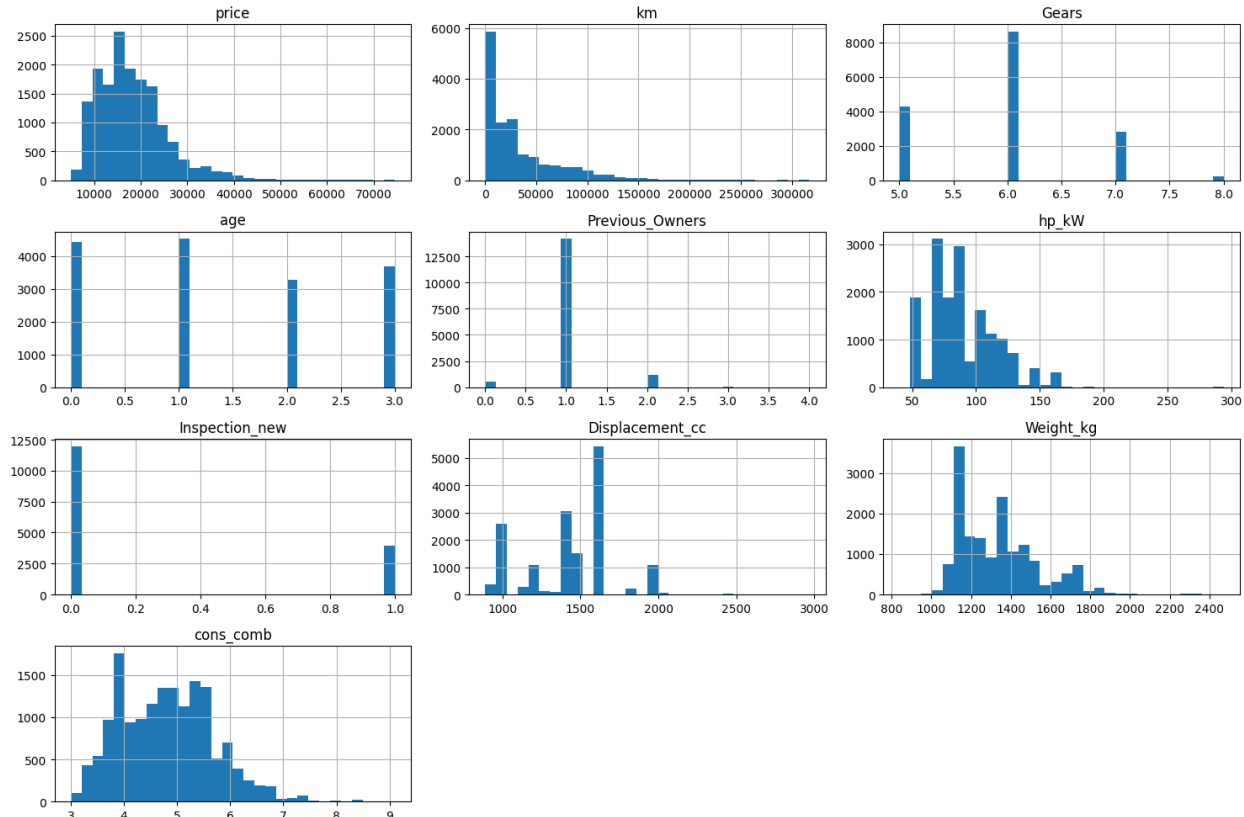 price
2500
2000
1500
1000
500
0
10000 20000 30000 40000 50000 60000 70000
km
6000
4000
2000
0
0 50000 100000 150000 200000 250000 300000
Gears
8000
6000
4000
2000
0
5.0 5.5 6.0 6.5 7.0 7.5 8.0
age
4000
3000
2000
1000
0
0.0 0.5 1.0 1.5 2.0 2.5 3.0
Previous_Owners
12500
10000
7500
5000
2500
0
0.0 0.5 1.0 1.5 2.0 2.5 3.0 3.5 4.0
hp_kW
3000
2000
1000
0
50 100 150 200 250 300
Inspection_new
12500
10000
7500
5000
2500
0
0.0 0.2 0.4 0.6 0.8 1.0
Displacement_cc
5000
4000
3000
2000
1000
0
1000 1500 2000 2500 3000
Weight_kg
3000
2000
1000
0
800 1000 1200 1400 1600 1800 2000 2200 2400
cons_comb
1500
1000
500
0
3 4 5 6 7 8 9